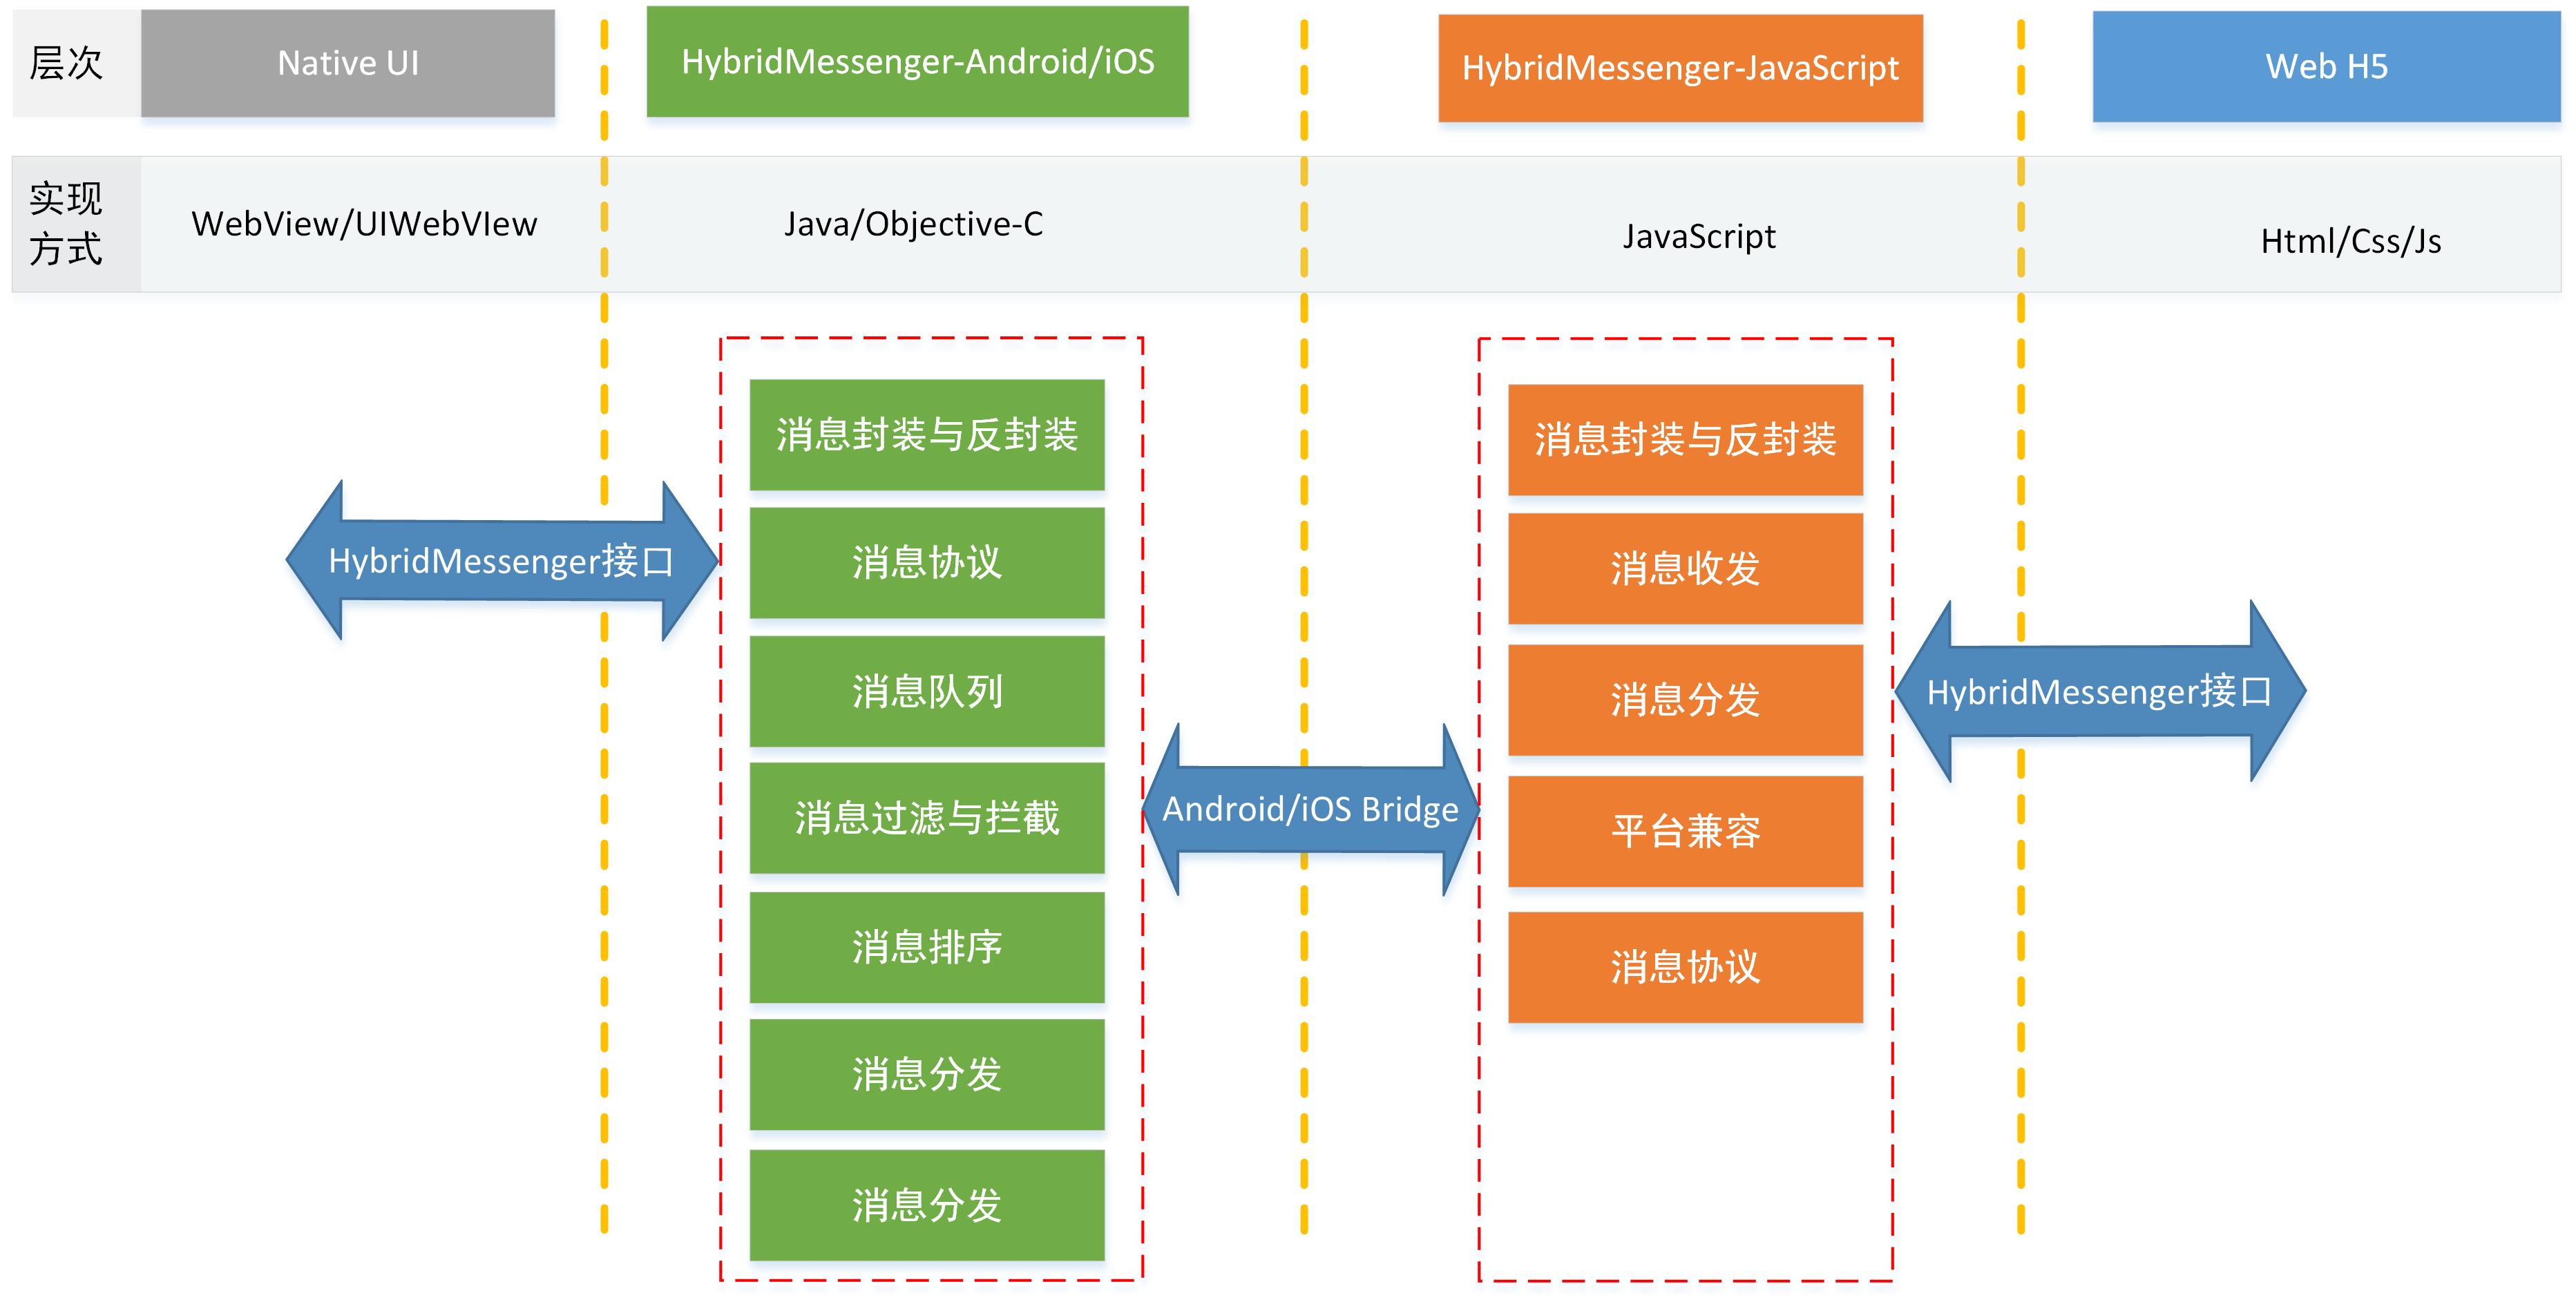 层次
Native UI
HybridMessenger-Android/iOS
HybridMessenger-JavaScript
Web H5
实现
方式
WebView/UIWebVIew
Java/Objective-C
JavaScript
Html/Css/Js
HybridMessenger接口
消息封装与反封装
消息协议
消息队列
消息过滤与拦截
消息排序
消息分发
消息分发
Android/iOS Bridge
消息封装与反封装
消息收发
消息分发
平台兼容
消息协议
HybridMessenger接口